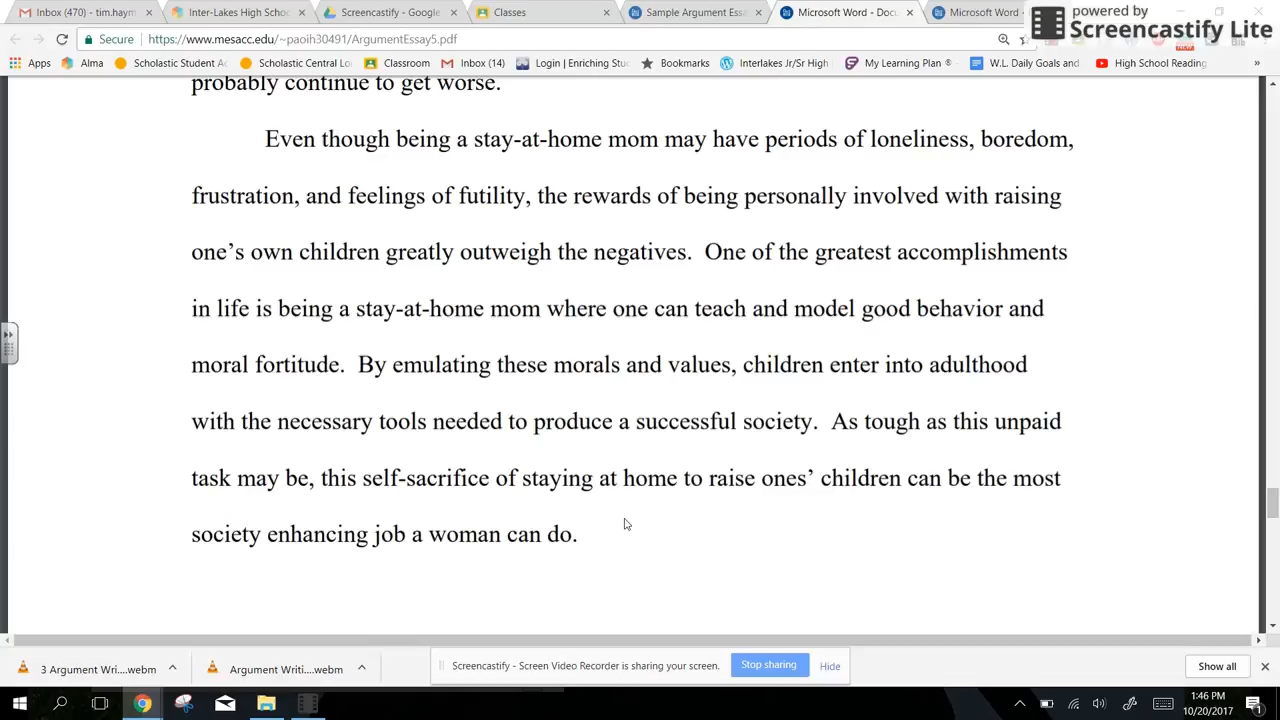 Inbox (470) - tim.haym
Inter-Lakes High Schoo
Screencastify - Google
Classes
Sample Argument Essa
Microsoft Word - Docu
Microsoft Word
powered by
Screencastify Lite
Secure https://www.mesacc.edu/~paoih30491/ArgumentEssay5.pdf
Apps Alma Scholastic Student A Scholastic Central Lo Classroom Inbox (14) Login | Enriching Stu Bookmarks Interlakes Jr/Sr High My Learning Plan ® W.L. Daily Goals and High School Reading »
probably continue to get worse.
Even though being a stay-at-home mom may have periods of loneliness, boredom,
frustration, and feelings of futility, the rewards of being personally involved with raising
one’s own children greatly outweigh the negatives. One of the greatest accomplishments
in life is being a stay-at-home mom where one can teach and model good behavior and
moral fortitude. By emulating these morals and values, children enter into adulthood
with the necessary tools needed to produce a successful society. As tough as this unpaid
task may be, this self-sacrifice of staying at home to raise ones’ children can be the most
society enhancing job a woman can do.
3 Argument Wri....webm
Argument Writi....webm
Screencastify - Screen Video Recorder is sharing your screen. Stop sharing Hide
Show all
1:46 PM
10/20/2017